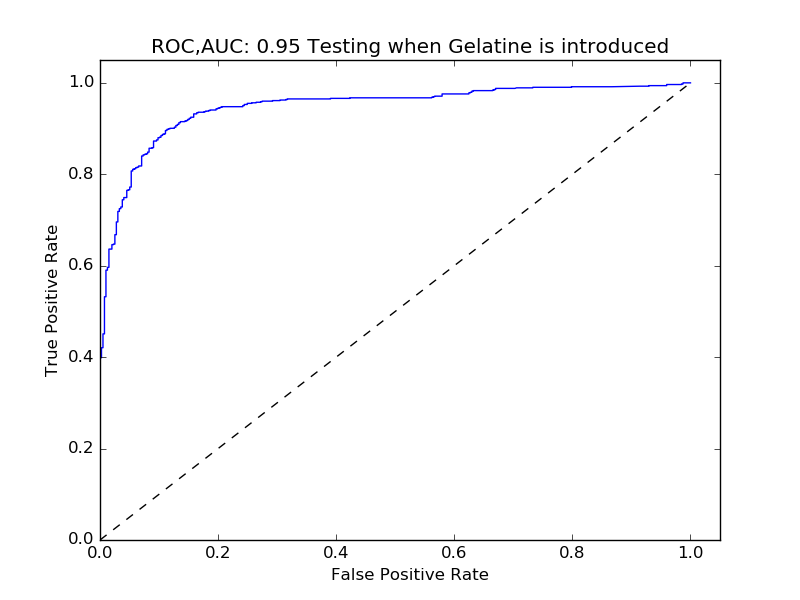 ROC,AUC: 0.95 Testing when Gelatine is introduced
1.0
0.8
0.6
0.4
0.2
0.0
True Positive Rate
0.0 0.2 0.4 0.6 0.8 1.0
False Positive Rate